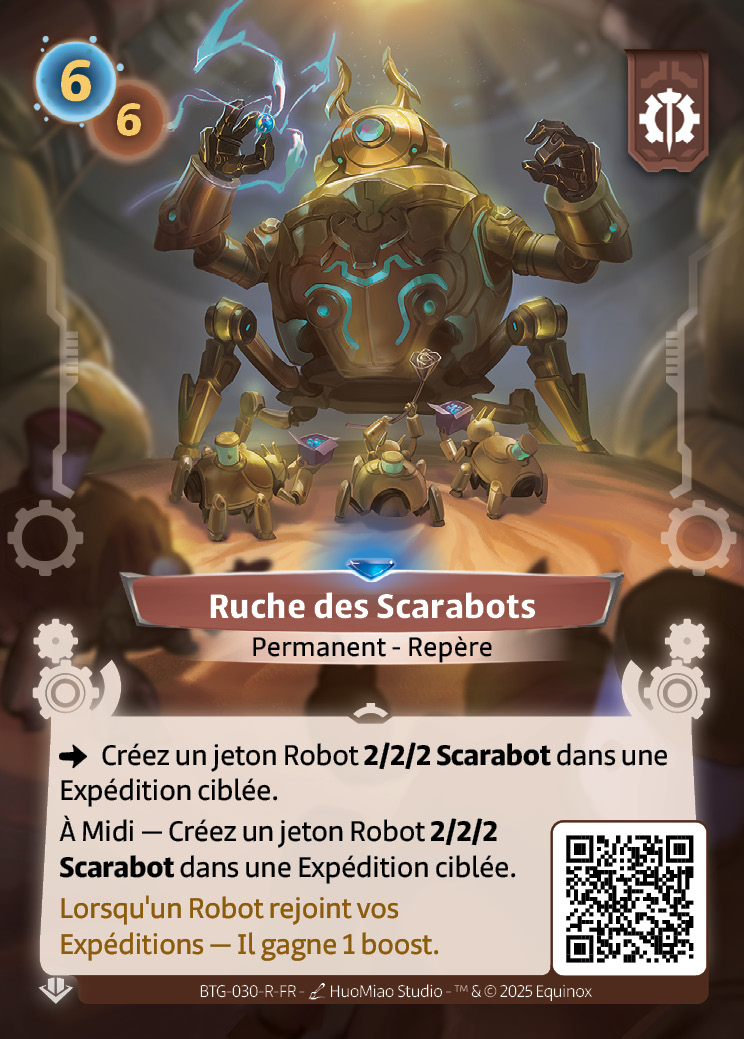 6
6
Ruche des Scarabots
Permanent - Repère
Créez un jeton Robot 2/2/2 Scarabot dans une
Expédition ciblée.
À Midi — Créez un jeton Robot 2/2/2
Scarabot dans une Expédition ciblée.
Lorsqu'un Robot rejoint vos
Expéditions — Il gagne 1 boost.
BTG-030-R-FR - HuoMiao Studio - ™ & © 2025 Equinox